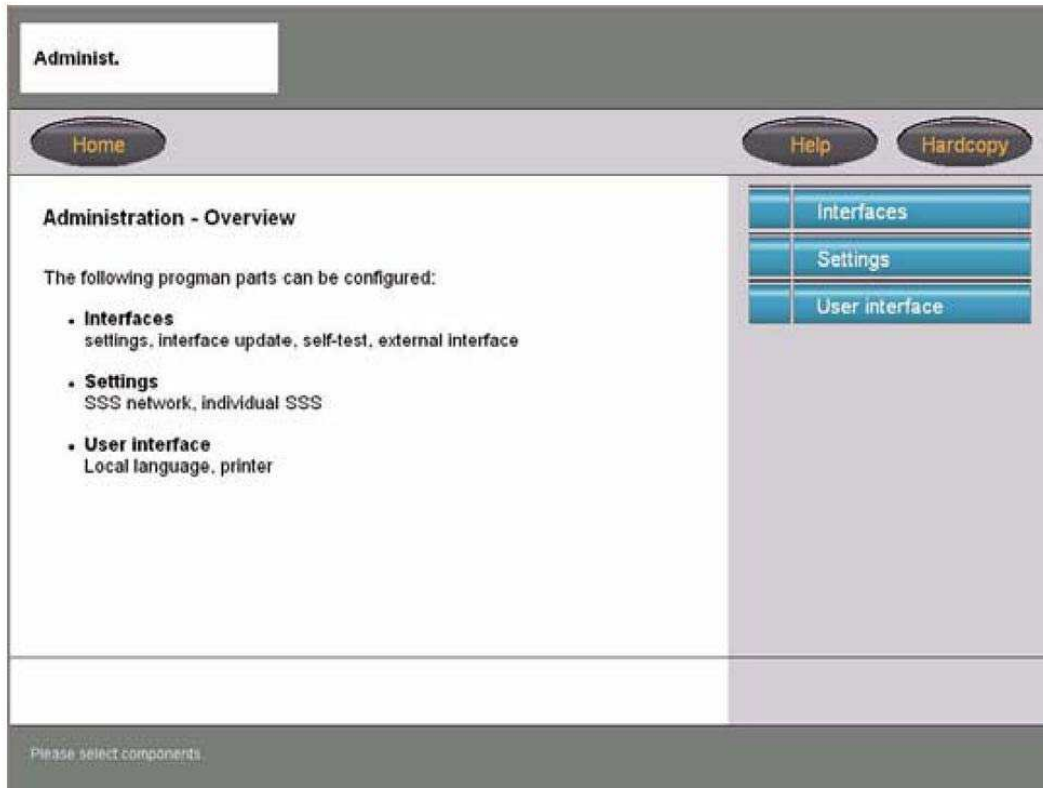 Administ.
Home
Help
Hardcopy
Administration - Overview
The following progman parts can be configured:
• Interfaces
settings, interface update, self-test, external interface
• Settings
SSS network, individual SSS
• User interface
Local language, printer
Interfaces
Settings
User interface
Please select components.